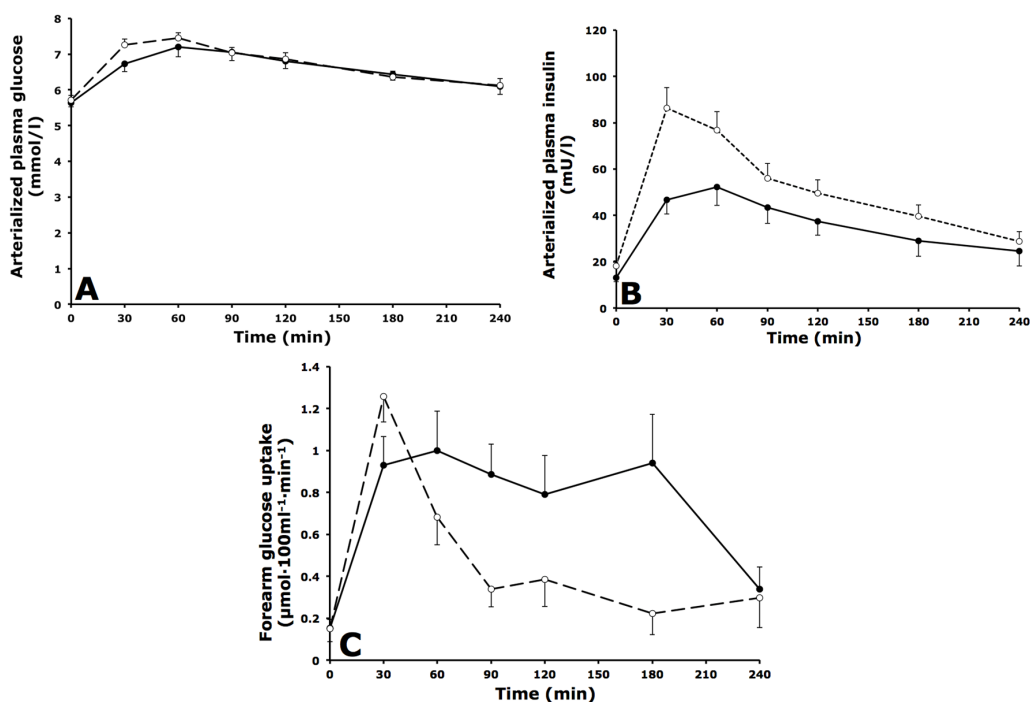 Arterialized plasma glucose
(mmol/l)
8
7
6
5
4
3
2
1
0
A
0 30 60 90 120 150 180 210 240
Time (min)
Arterialized plasma insulin
(mU/l)
120
100
80
60
40
20
0
B
0 30 60 90 120 150 180 210 240
Time (min)
Forearm glucose uptake
(µmol·100ml⁻¹·min⁻¹)
1.4
1.2
1
0.8
0.6
0.4
0.2
0
C
0 30 60 90 120 150 180 210 240
Time (min)